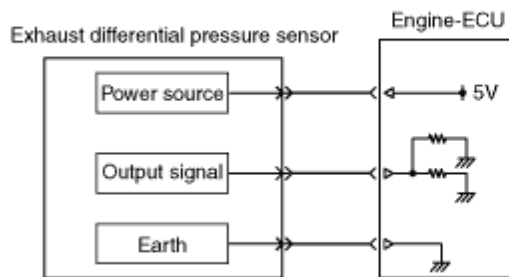 Engine-ECU
Exhaust differential pressure sensor
Power source
5V
Output signal
Earth